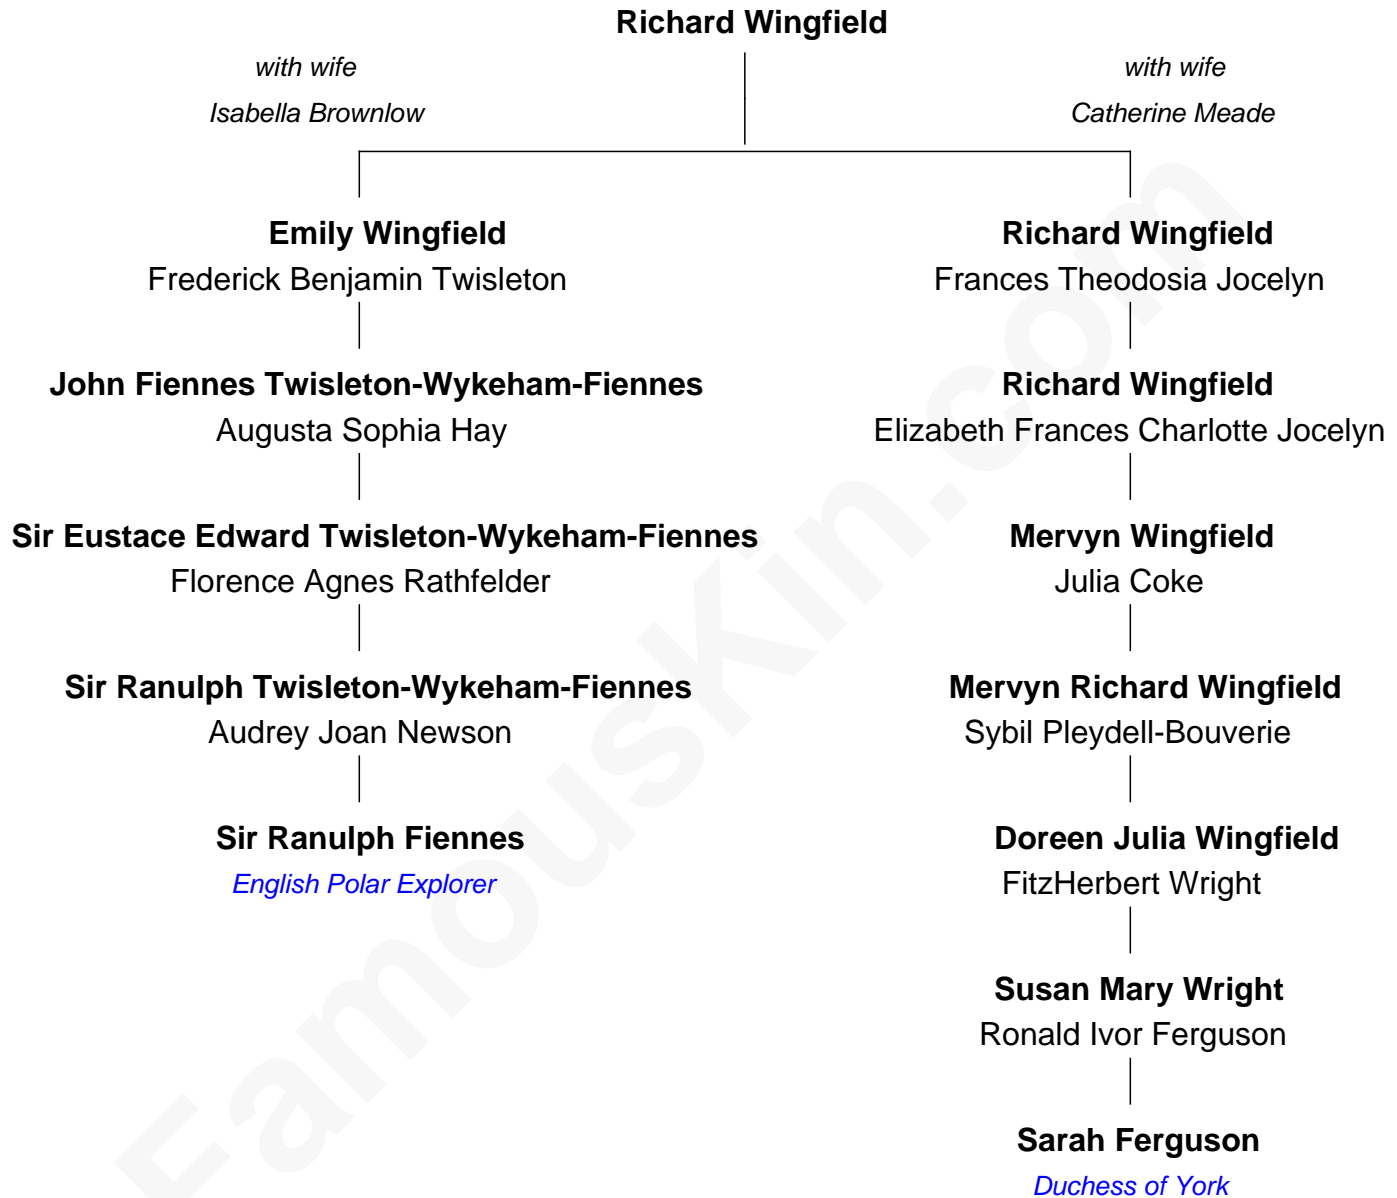 Richard Wingfield
with wife
Isabella Brownlow
with wife
Catherine Meade
Emily Wingfield
Frederick Benjamin Twisleton
Richard Wingfield
Frances Theodosia Jocelyn
John Fiennes Twisleton-Wykeham-Fiennes
Augusta Sophia Hay
Richard Wingfield
Elizabeth Frances Charlotte Jocelyn
Sir Eustace Edward Twisleton-Wykeham-Fiennes
Florence Agnes Rathfelder
Mervyn Wingfield
Julia Coke
Sir Ranulph Twisleton-Wykeham-Fiennes
Audrey Joan Newson
Mervyn Richard Wingfield
Sybil Pleydell-Bouverie
Sir Ranulph Fiennes
English Polar Explorer
Doreen Julia Wingfield
FitzHerbert Wright
Susan Mary Wright
Ronald Ivor Ferguson
Sarah Ferguson
Duchess of York
FamousKin.com